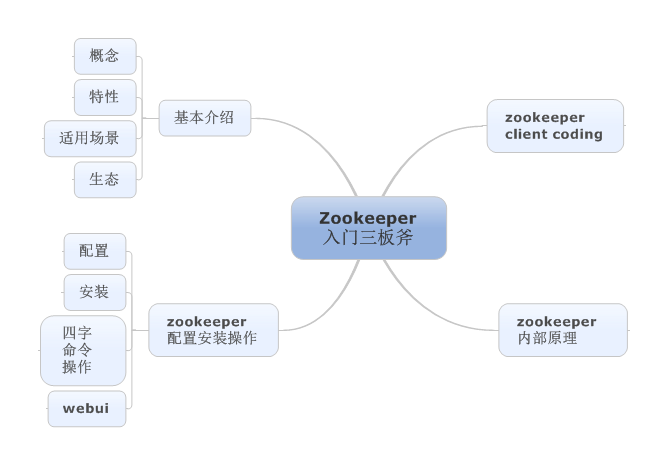 Zookeeper
入门三板斧
基本介绍
概念
特性
适用场景
生态
zookeeper
配置安装操作
配置
安装
四字
命令
操作
webui
zookeeper
client coding
zookeeper
内部原理